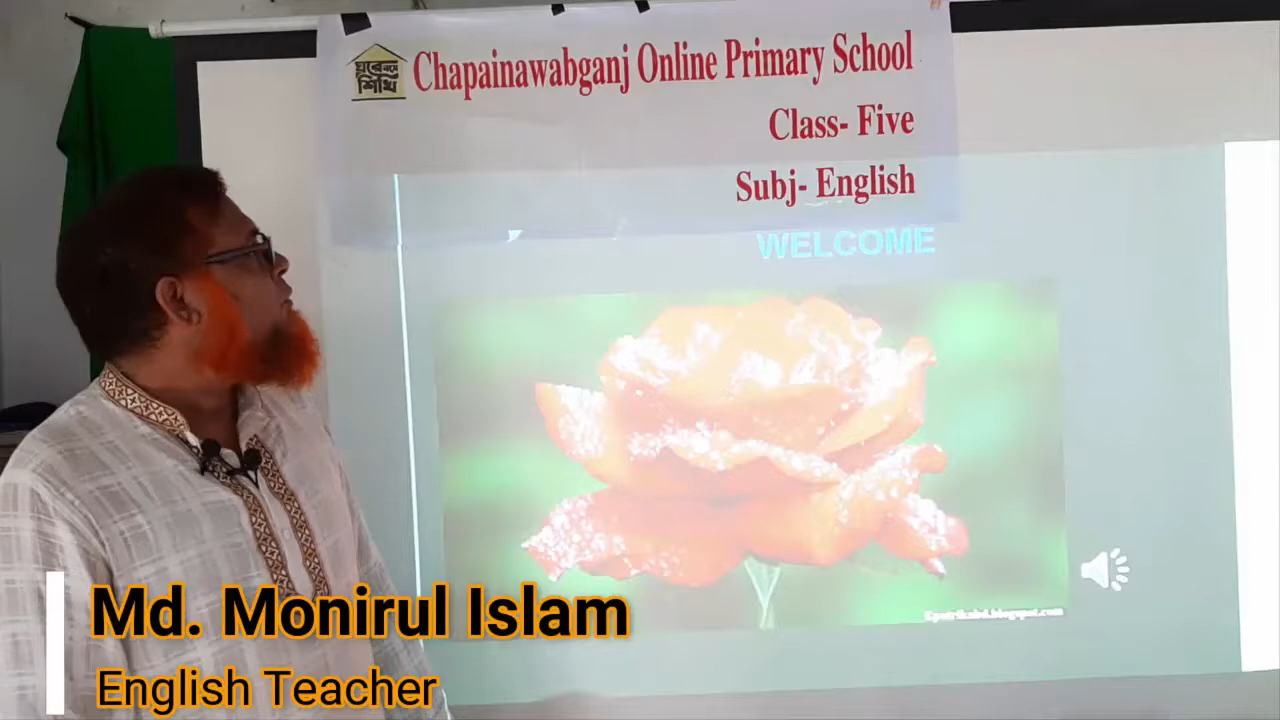 ঘরে বসে
শিখি
Chapainawabganj Online Primary School
Class- Five
Subj- English
WELCOME
Md. Monirul Islam
English Teacher